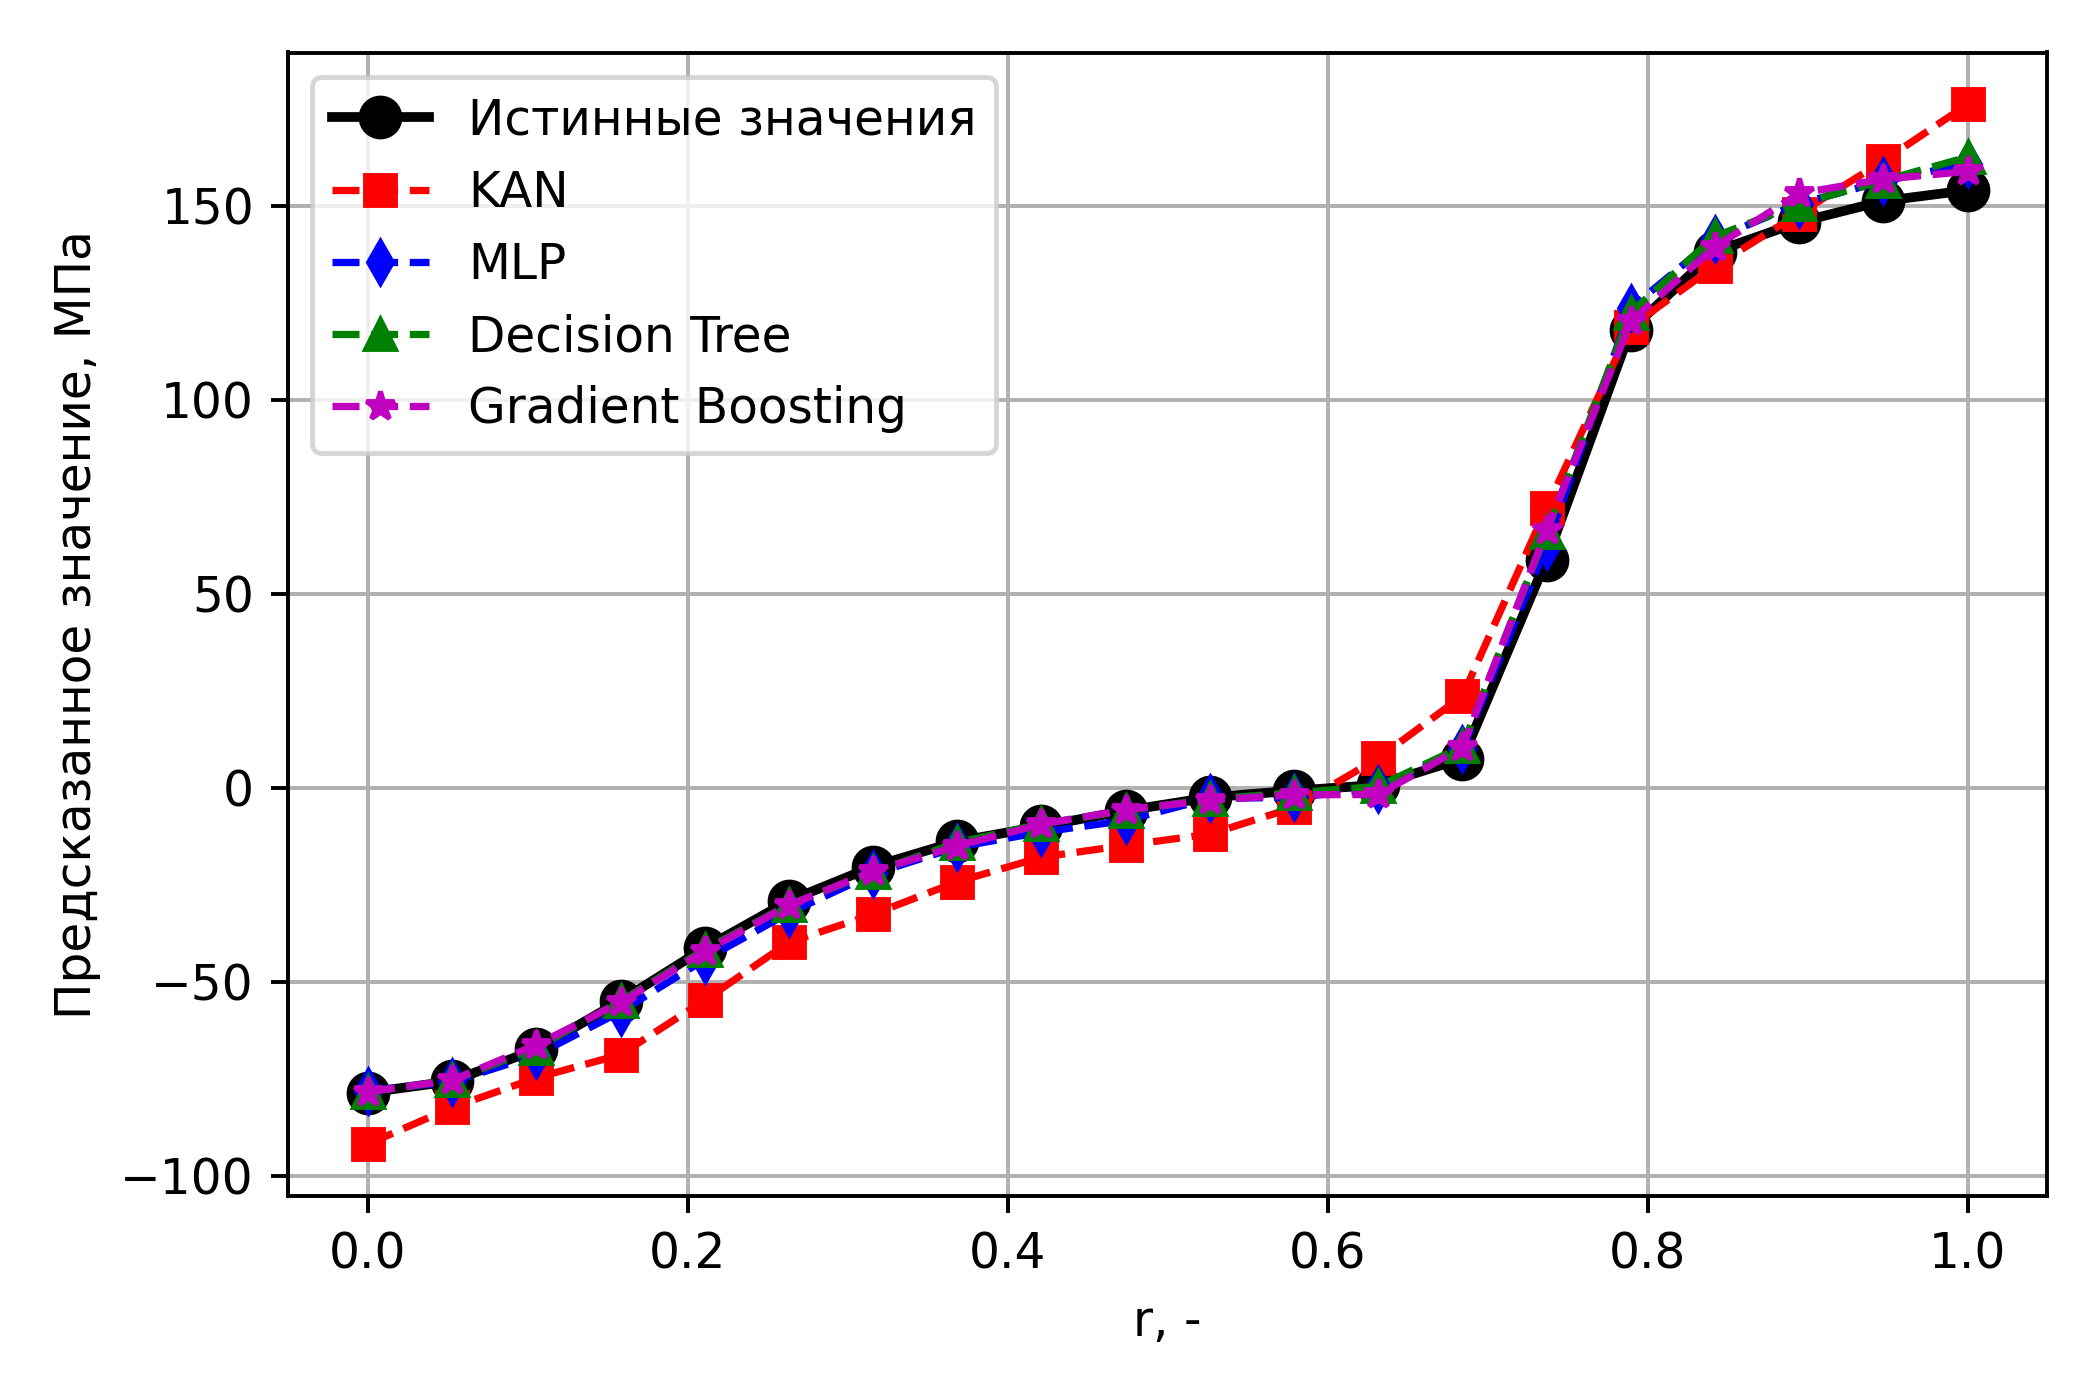 Истинные значения
KAN
MLP
Decision Tree
Gradient Boosting
Предсказанное значение, МПа
150
100
50
0
−50
−100
0.0 0.2 0.4 0.6 0.8 1.0
r, -